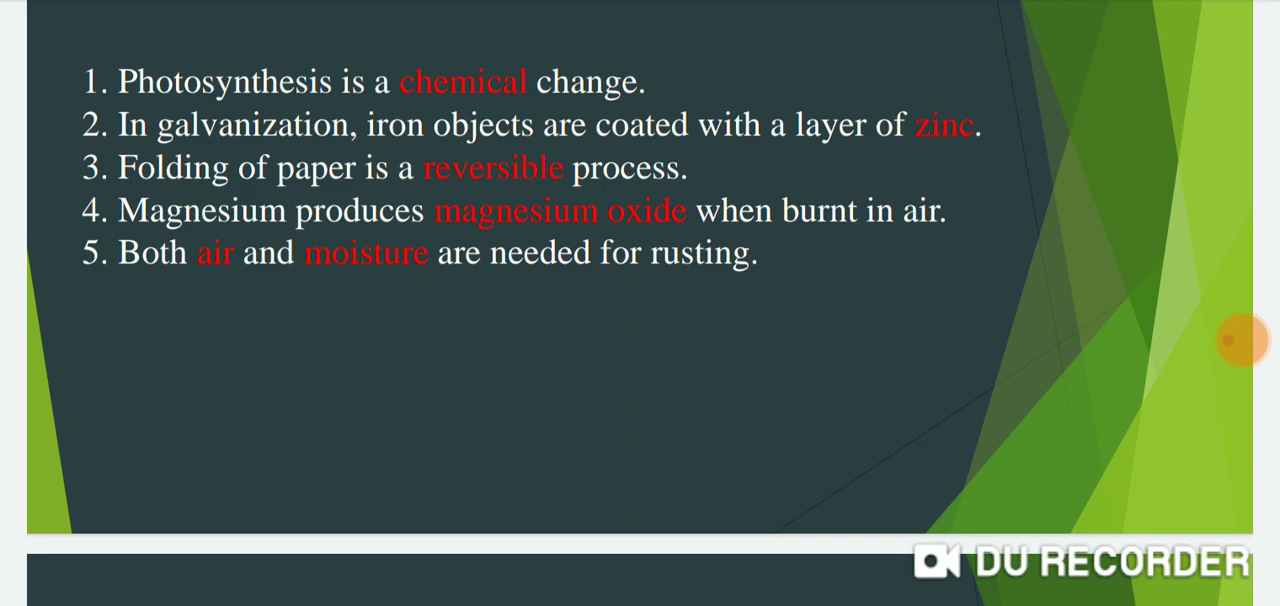 1. Photosynthesis is a chemical change.
2. In galvanization, iron objects are coated with a layer of zinc.
3. Folding of paper is a reversible process.
4. Magnesium produces magnesium oxide when burnt in air.
5. Both air and moisture are needed for rusting.
DU RECORDER